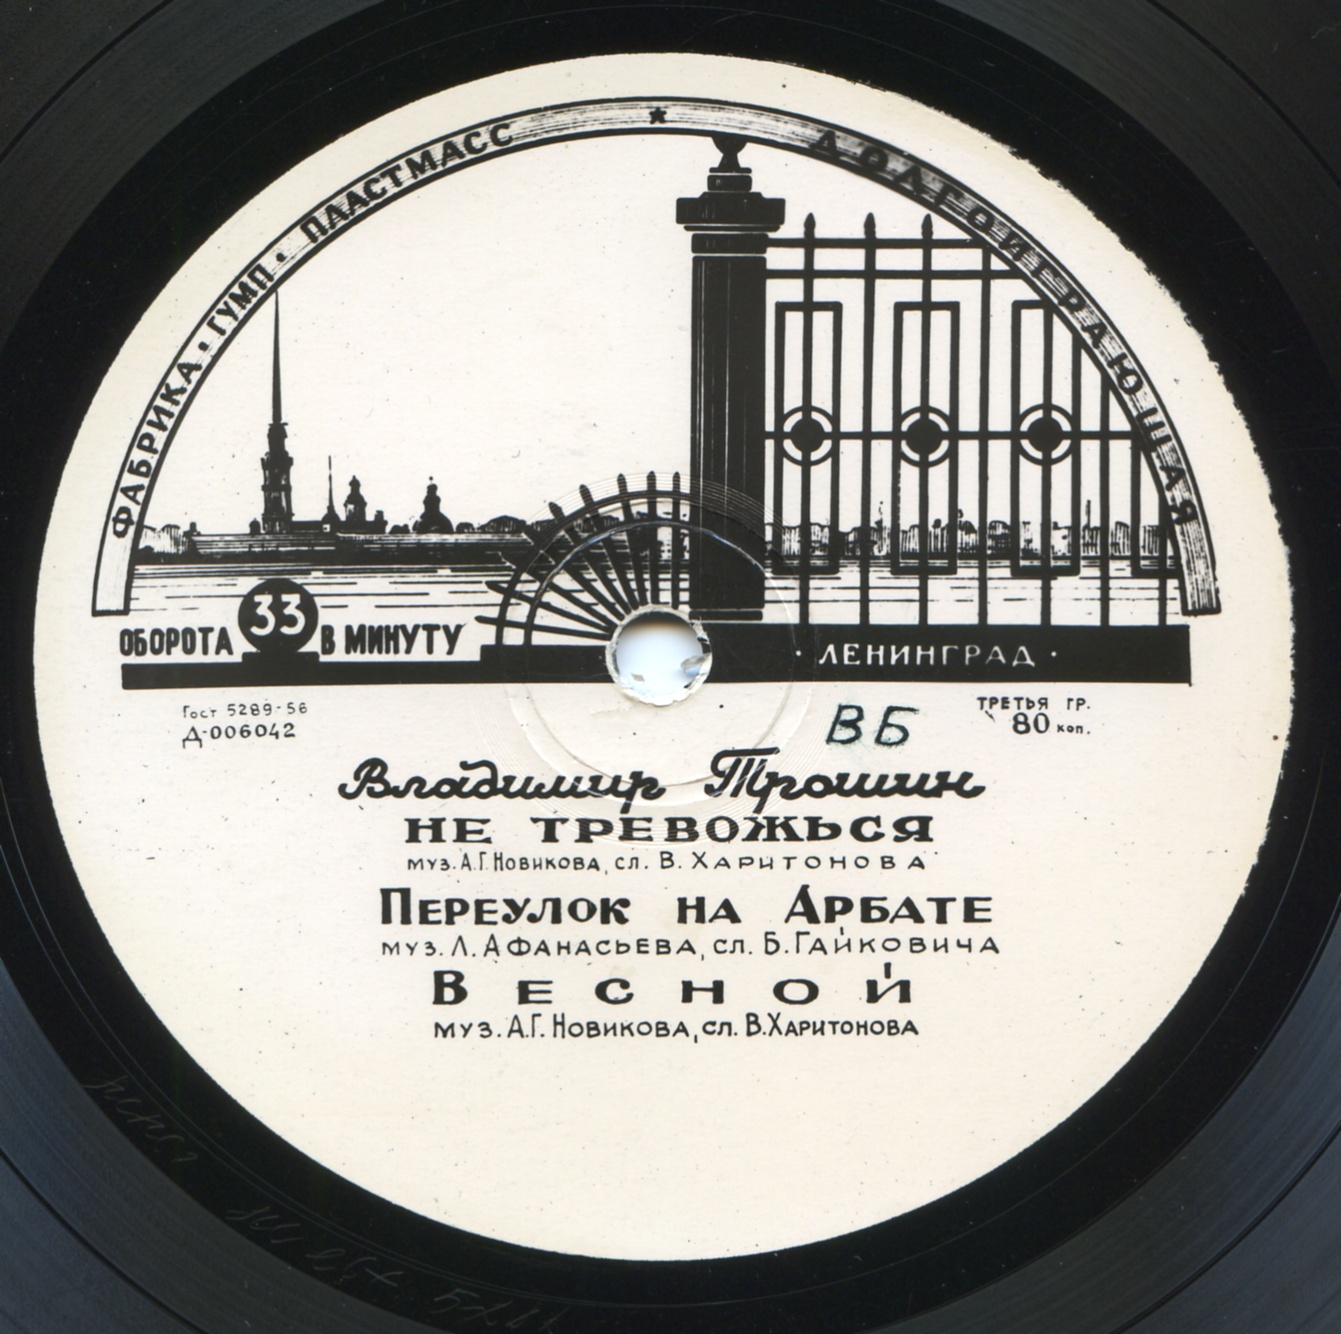 ФАБРИКА · ГУМП · ПЛАСТМАСС ★ ДОЛГОИГРАЮЩАЯ
ОБОРОТА 33 В МИНУТУ
· ЛЕНИНГРАД ·
Гост 5289-56
Д-006042
ВБ
ТРЕТЬЯ ГР.
80 коп.
Владимир Трошин
НЕ ТРЕВОЖЬСЯ
муз. А.Г. Новикова, сл. В. Харитонова
Переулок на Арбате
муз. Л. Афанасьева, сл. Б. Гайковича
Весной
муз. А.Г. Новикова, сл. В. Харитонова